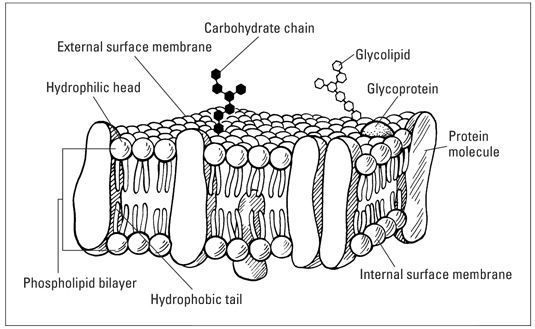 Carbohydrate chain
External surface membrane
Glycolipid
Hydrophilic head
Glycoprotein
Protein
molecule
Phospholipid bilayer
Internal surface membrane
Hydrophobic tail